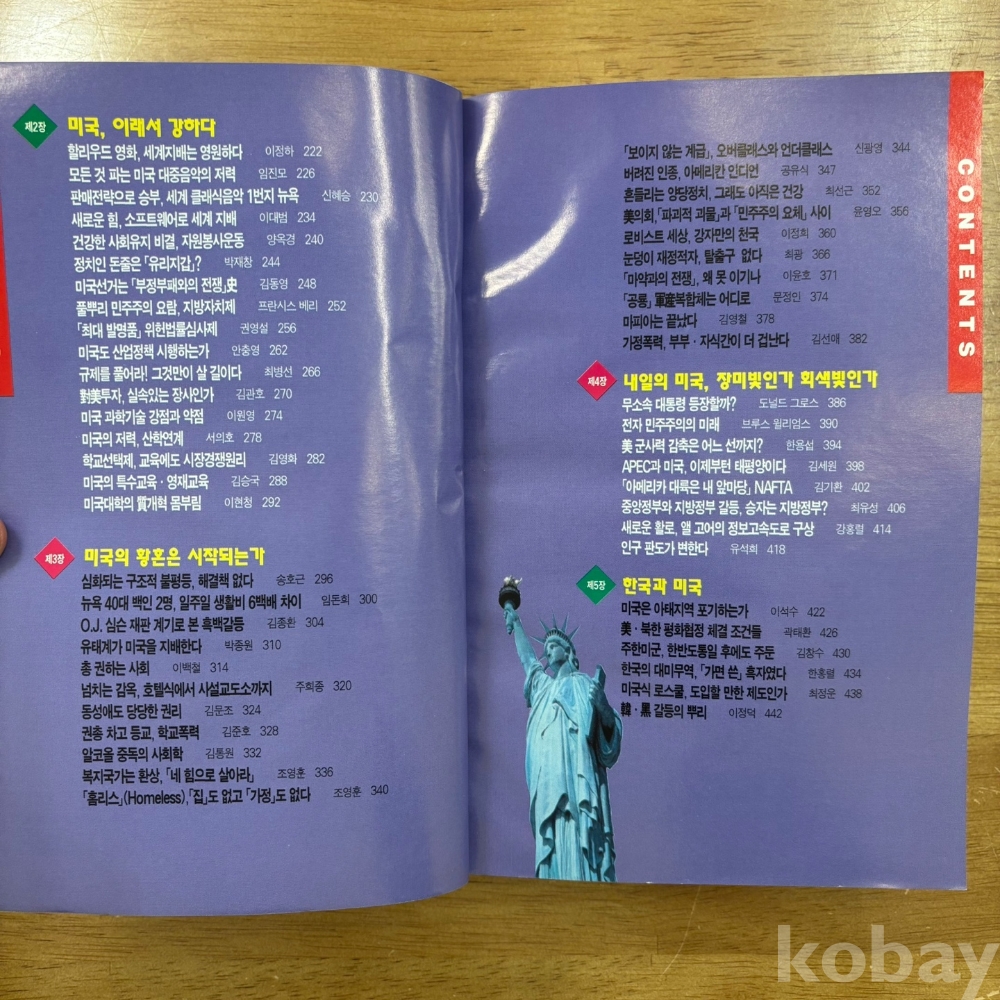 제2장 미국, 이래서 강하다
할리우드 영화, 세계지배는 영원하다 이정하 222
모든 것 파는 미국 대중음악의 저력 임진모 226
판매전략으로 승부, 세계 클래식음악 1번지 뉴욕 신혜승 230
새로운 힘, 소프트웨어로 세계 지배 이대범 234
건강한 사회유지 비결, 자원봉사운동 양옥경 240
정치인 돈줄은 「유리지갑」? 박재창 244
미국선거는 「부정부패와의 전쟁」史 김동영 248
풀뿌리 민주주의 요람, 지방자치제 프란시스 베리 252
「최대 발명품」 위헌법률심사제 권영설 256
미국도 산업정책 시행하는가 안충영 262
규제를 풀어라! 그것만이 살 길이다 최병선 266
對美투자, 실속있는 장사인가 김관호 270
미국 과학기술 강점과 약점 이원영 274
미국의 저력, 산학연계 서의호 278
학교선택제, 교육에도 시장경쟁원리 김영화 282
미국의 특수교육·영재교육 김승국 288
미국대학의 質개혁 몸부림 이현청 292
제3장 미국의 황혼은 시작되는가
심화되는 구조적 불평등, 해결책 없다 송호근 296
뉴욕 40대 백인 2명, 일주일 생활비 6백배 차이 임돈희 300
O.J. 심슨 재판 계기로 본 흑백갈등 김종환 304
유태계가 미국을 지배한다 박종원 310
총 권하는 사회 이백철 314
넘치는 감옥, 호텔식에서 사설교도소까지 주희종 320
동성애도 당당한 권리 김문조 324
권총 차고 등교, 학교폭력 김준호 328
알코올 중독의 사회학 김통원 332
복지국가는 환상, 「네 힘으로 살아라」 조영훈 336
「홈리스」(Homeless), 「집」도 없고 「가정」도 없다 조영훈 340
CONTENTS
「보이지 않는 계급」, 오버클래스와 언더클래스 신광영 344
버려진 인종, 아메리칸 인디언 공유식 347
흔들리는 양당정치, 그래도 아직은 건강 최선근 352
美의회, 「파괴적 괴물」과 「민주주의 요체」 사이 윤영오 356
로비스트 세상, 강자만의 천국 이정희 360
눈덩이 재정적자, 탈출구 없다 최광 366
「마약과의 전쟁」, 왜 못 이기나 이윤호 371
「공룡」 軍産복합체는 어디로 문정인 374
마피아는 끝났다 김영철 378
가정폭력, 부부·자식간이 더 겁난다 김선애 382
제4장 내일의 미국, 장미빛인가 회색빛인가
무소속 대통령 등장할까? 도널드 그로스 386
전자 민주주의의 미래 브루스 윌리엄스 390
美 군사력 감축은 어느 선까지? 한용섭 394
APEC과 미국, 이제부턴 태평양이다 김세원 398
「아메리카 대륙은 내 앞마당」 NAFTA 김기환 402
중앙정부와 지방정부 갈등, 승자는 지방정부? 최유성 406
새로운 활로, 앨 고어의 정보고속도로 구상 강홍렬 414
인구 판도가 변한다 유석희 418
제5장 한국과 미국
미국은 아태지역 포기하는가 이석수 422
美·북한 평화협정 체결 조건들 곽태환 426
주한미군, 한반도통일 후에도 주둔 김창수 430
한국의 대미무역, 「가면 쓴」 흑자였다 한홍렬 434
미국식 로스쿨, 도입할 만한 제도인가 최정운 438
韓·黑 갈등의 뿌리 이정덕 442
kobay